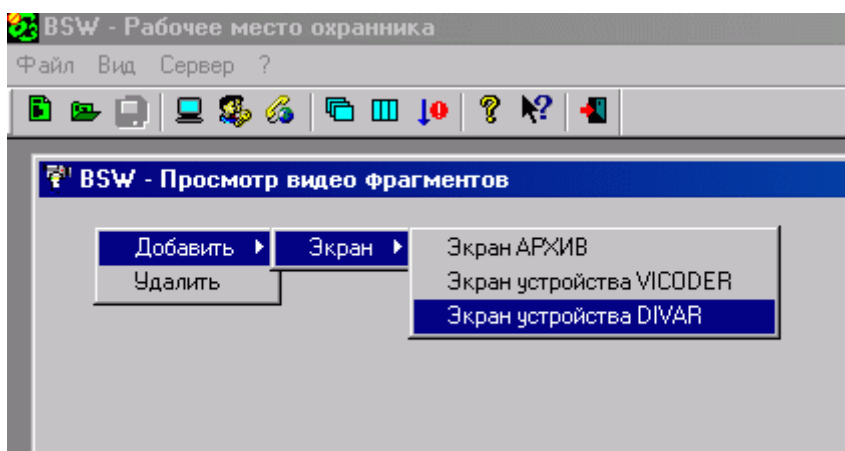 BSW - Рабочее место охранника
Файл Вид Сервер ?
BSW - Просмотр видео фрагментов
Добавить Экран Экран АРХИВ
Удалить Экран устройства VICODER
Экран устройства DIVAR